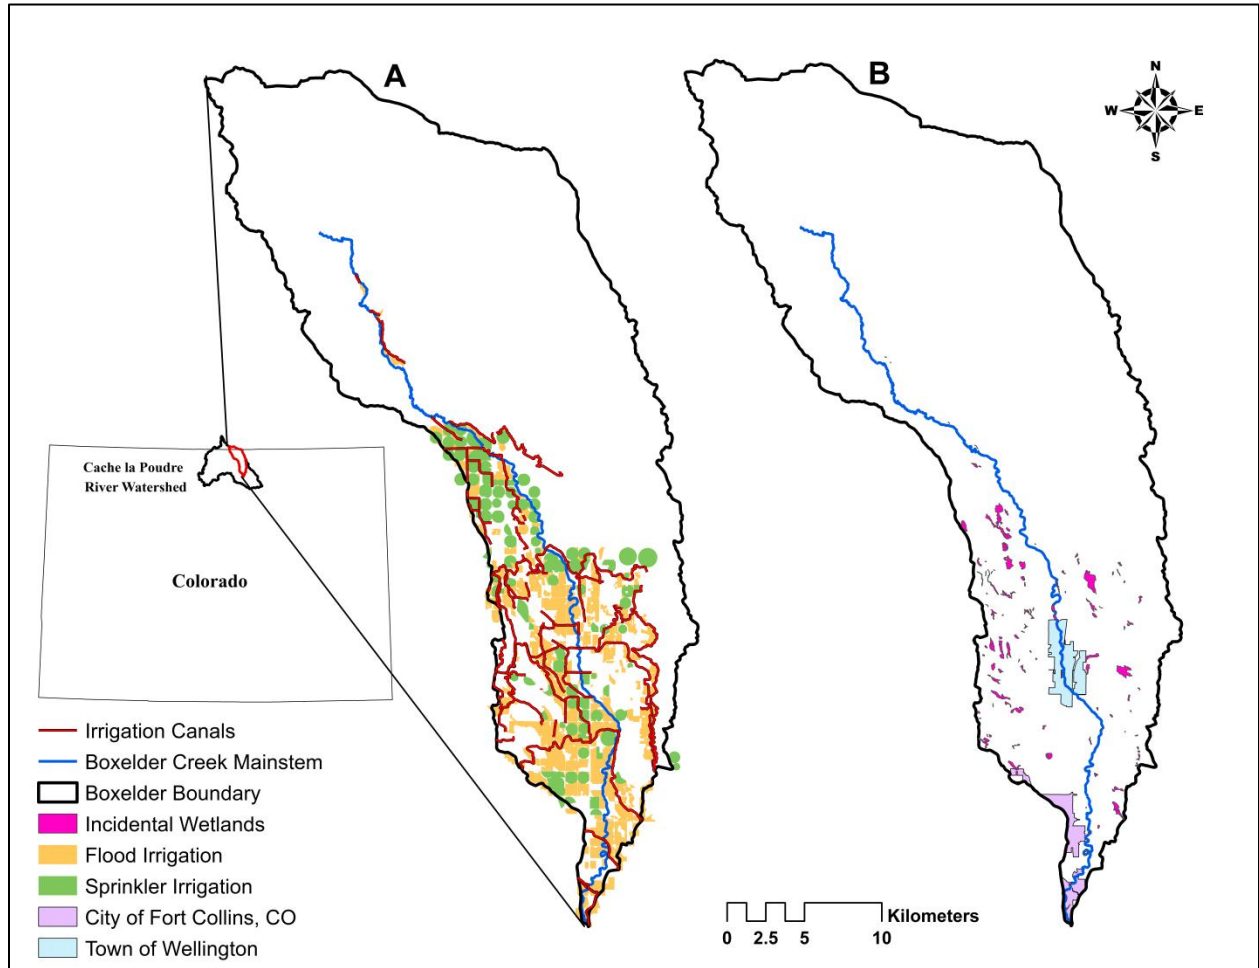 A
B
N
W
E
S
Cache la Poudre
River Watershed
Colorado
Irrigation Canals
Boxelder Creek Mainstem
Boxelder Boundary
Incidental Wetlands
Flood Irrigation
Sprinkler Irrigation
City of Fort Collins, CO
Town of Wellington
Kilometers
0 2.5 5 10